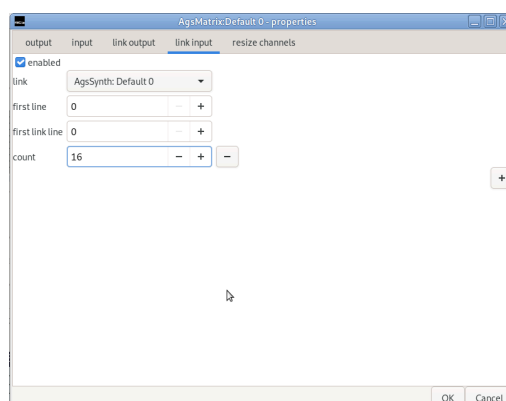 AgsMatrix:Default 0 - properties
output input link output link input resize channels
enabled
link AgsSynth: Default 0
first line 0 − +
first link line 0 − +
count 16 − + −
+
OK Cancel